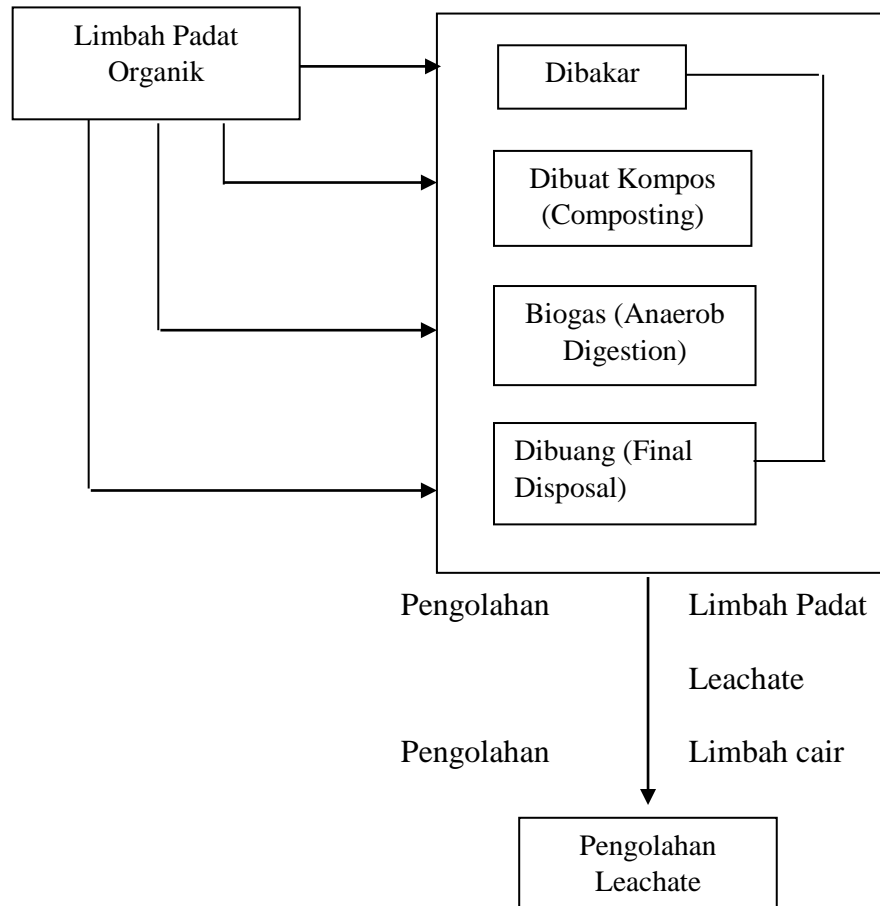 Limbah Padat
Organik
Dibakar
Dibuat Kompos
(Composting)
Biogas (Anaerob
Digestion)
Dibuang (Final
Disposal)
Pengolahan Limbah Padat
Leachate
Pengolahan Limbah cair
Pengolahan
Leachate